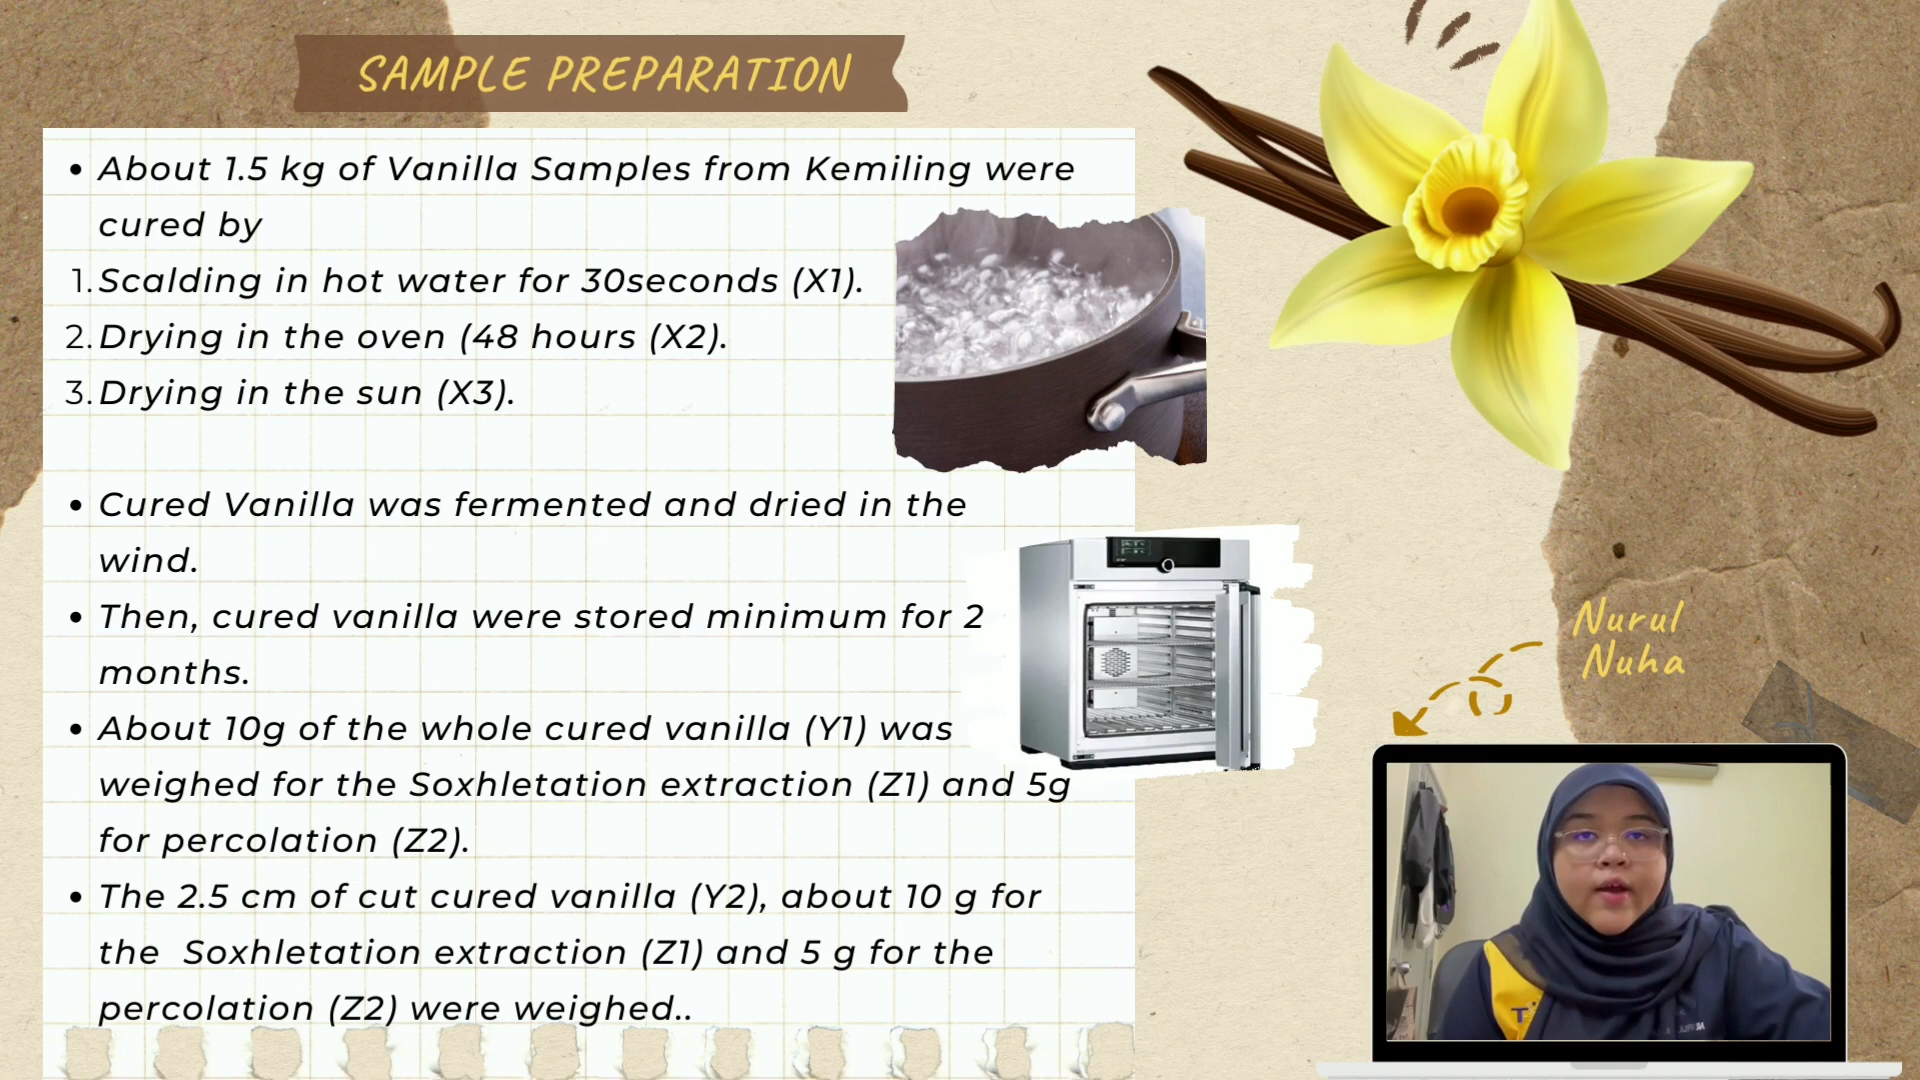 SAMPLE PREPARATION
• About 1.5 kg of Vanilla Samples from Kemiling were
cured by
1. Scalding in hot water for 30seconds (X1).
2. Drying in the oven (48 hours (X2).
3. Drying in the sun (X3).
• Cured Vanilla was fermented and dried in the
wind.
• Then, cured vanilla were stored minimum for 2
months.
• About 10g of the whole cured vanilla (Y1) was
weighed for the Soxhletation extraction (Z1) and 5g
for percolation (Z2).
• The 2.5 cm of cut cured vanilla (Y2), about 10 g for
the  Soxhletation extraction (Z1) and 5 g for the
percolation (Z2) were weighed..
Nurul
Nuha